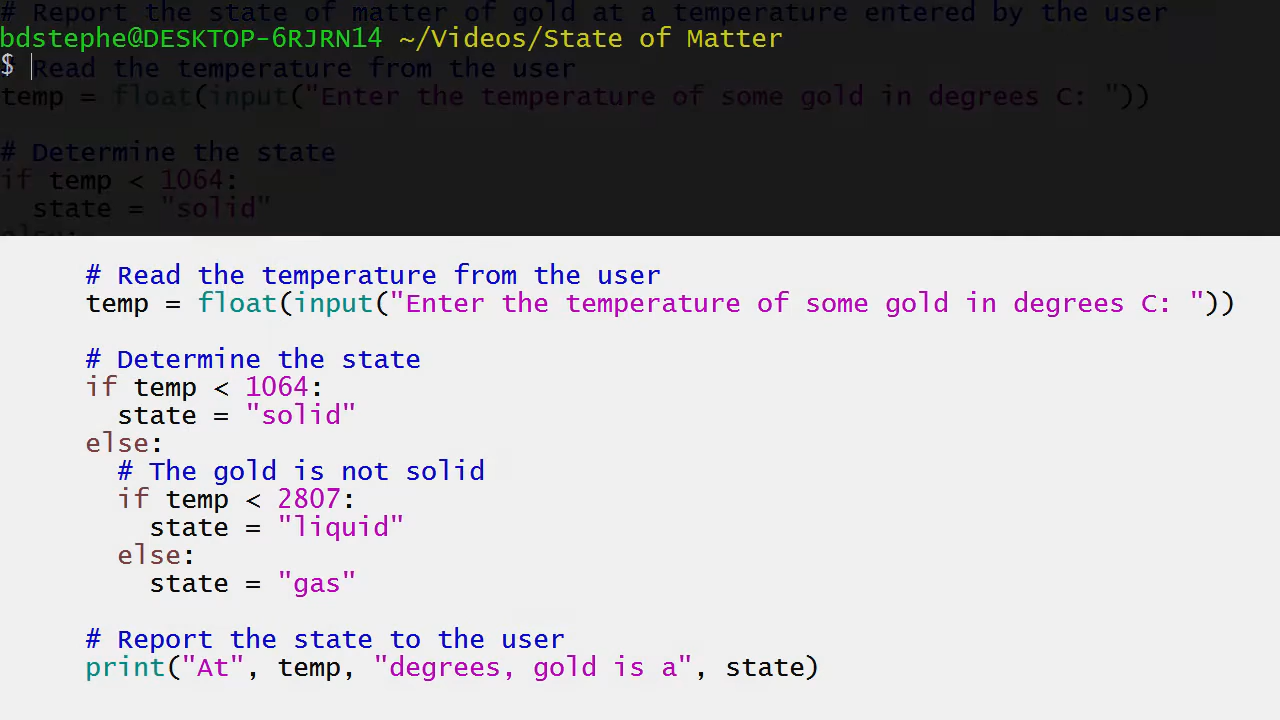 # Report the state of matter of gold at a temperature entered by the user
bdstephe@DESKTOP-6RJRN14 ~/Videos/State of Matter
$ Read the temperature from the user
temp = float(input("Enter the temperature of some gold in degrees C: "))
# Determine the state
if temp < 1064:
  state = "solid"
else:
# Read the temperature from the user
temp = float(input("Enter the temperature of some gold in degrees C: "))
# Determine the state
if temp < 1064:
  state = "solid"
else:
  # The gold is not solid
  if temp < 2807:
    state = "liquid"
  else:
    state = "gas"
# Report the state to the user
print("At", temp, "degrees, gold is a", state)